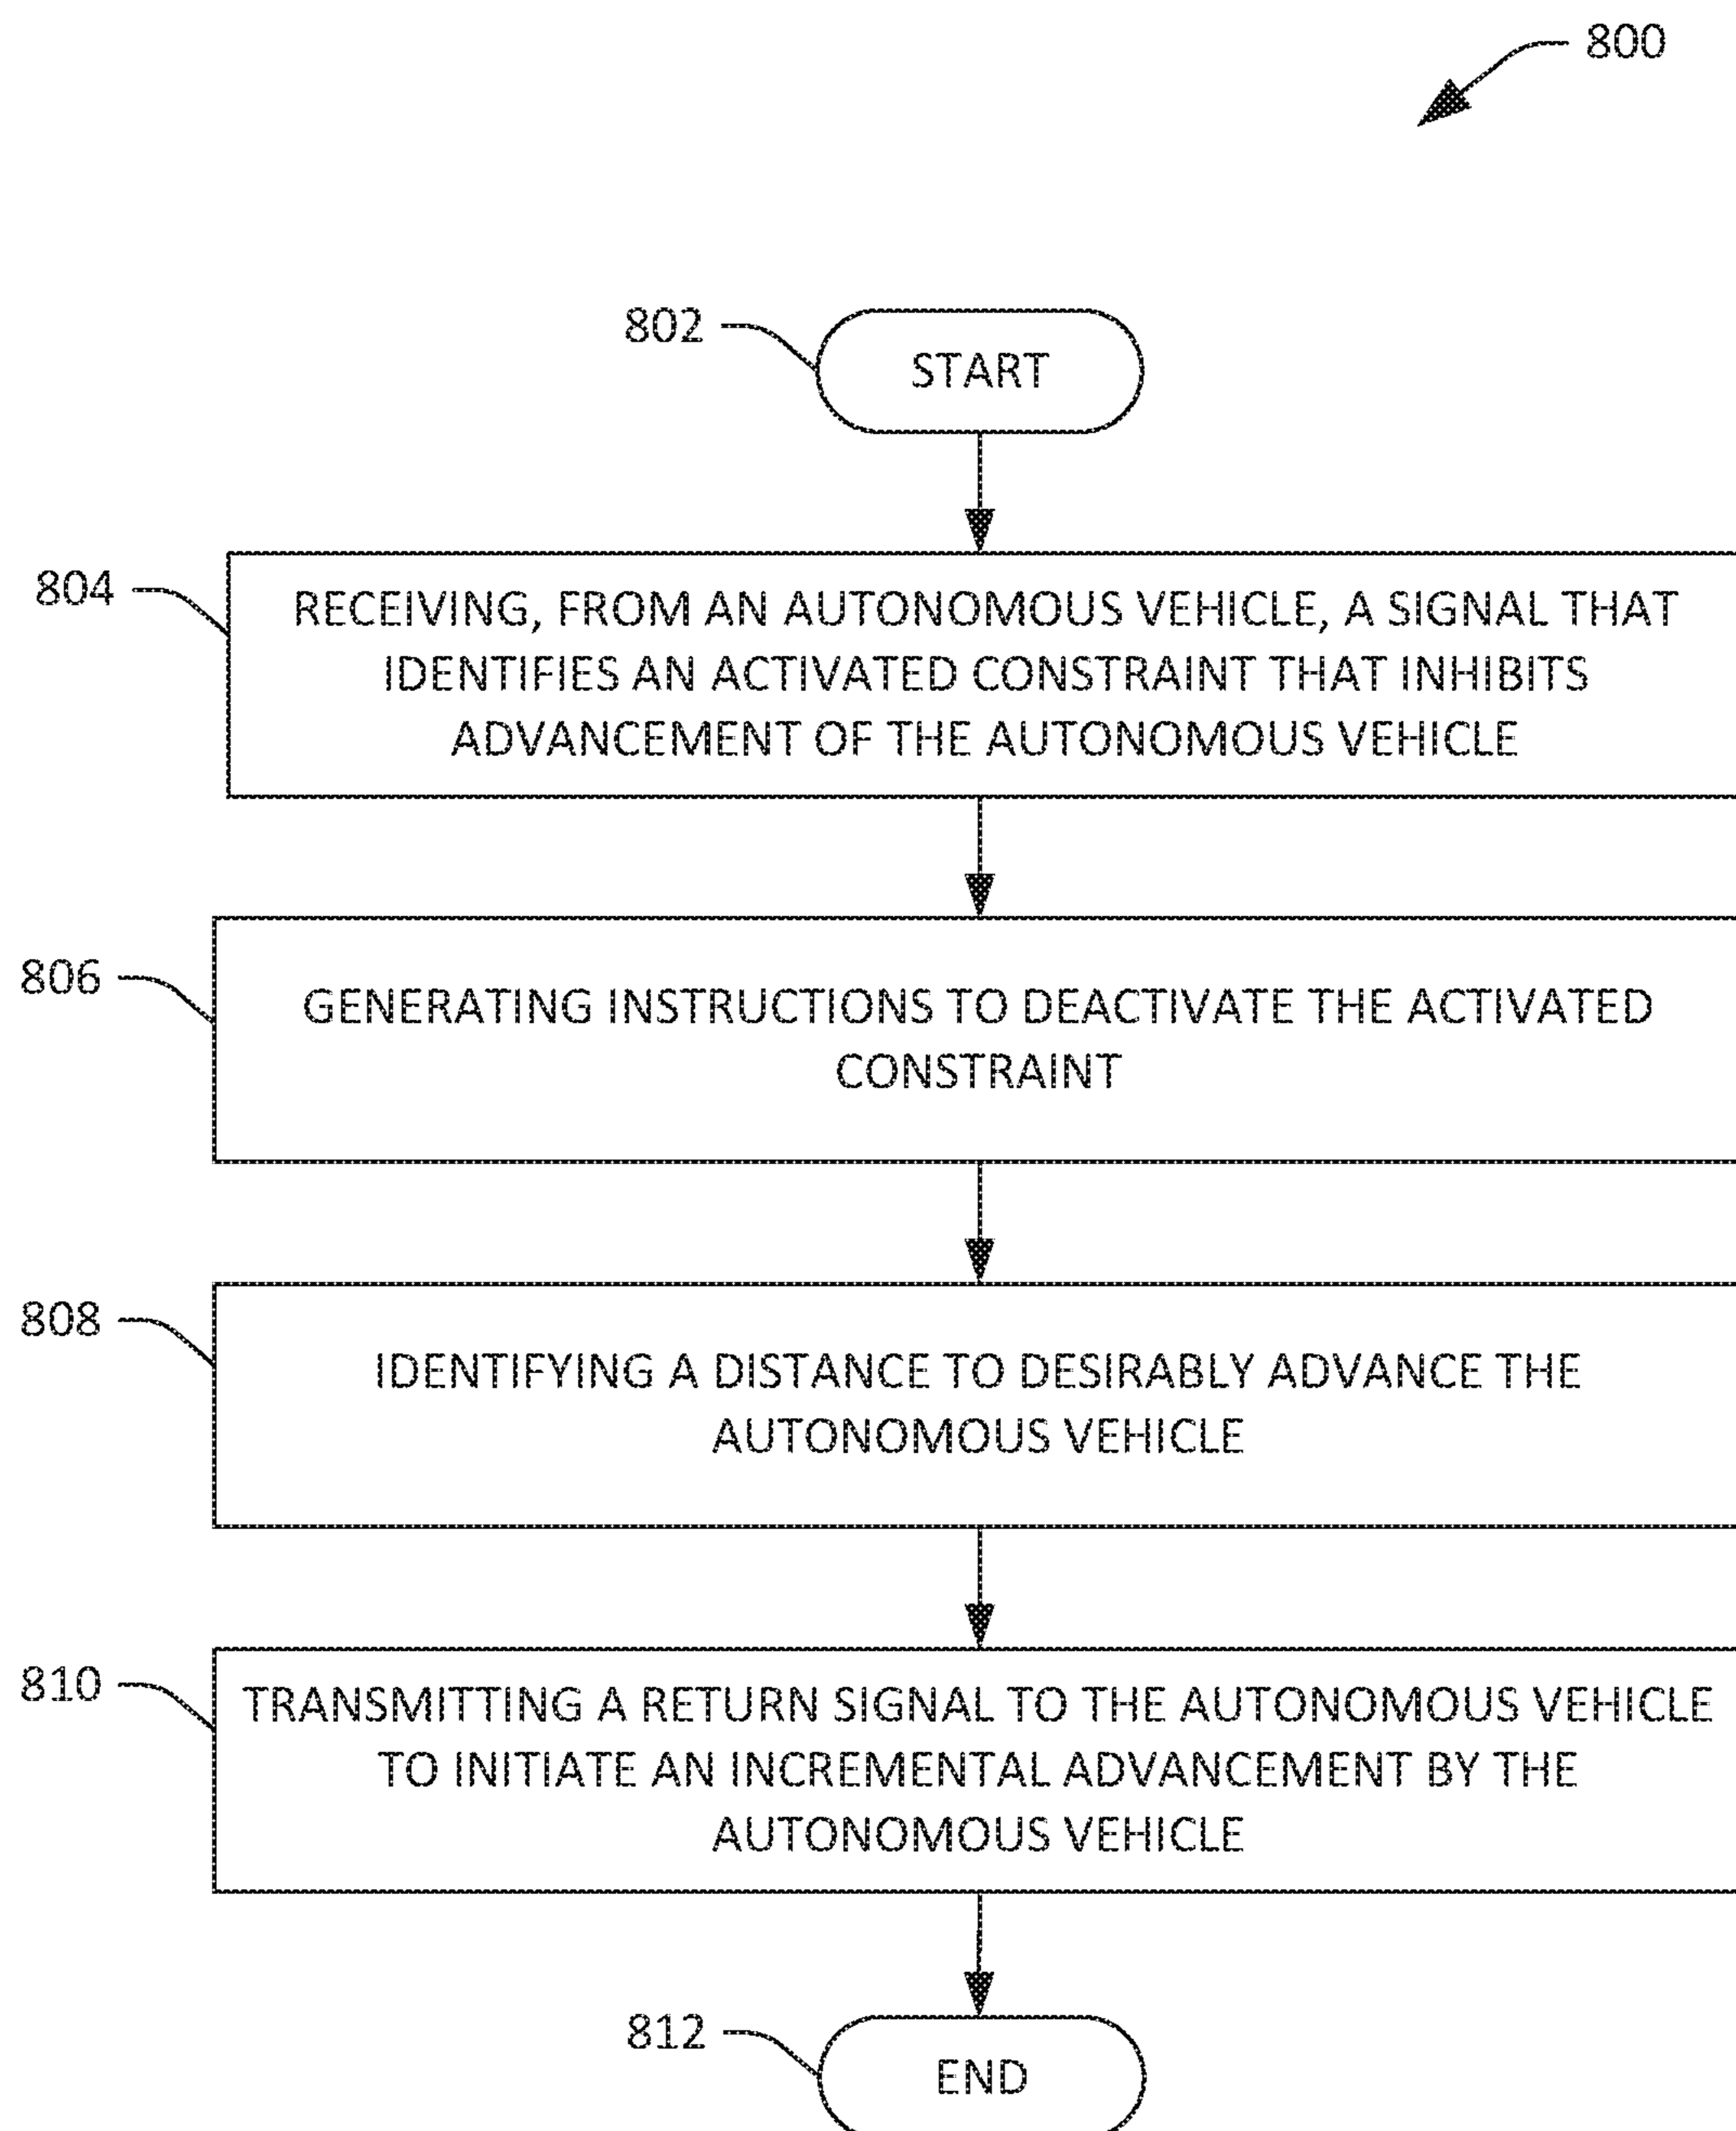 800
802
START
804
RECEIVING, FROM AN AUTONOMOUS VEHICLE, A SIGNAL THAT
IDENTIFIES AN ACTIVATED CONSTRAINT THAT INHIBITS
ADVANCEMENT OF THE AUTONOMOUS VEHICLE
806
GENERATING INSTRUCTIONS TO DEACTIVATE THE ACTIVATED
CONSTRAINT
808
IDENTIFYING A DISTANCE TO DESIRABLY ADVANCE THE
AUTONOMOUS VEHICLE
810
TRANSMITTING A RETURN SIGNAL TO THE AUTONOMOUS VEHICLE
TO INITIATE AN INCREMENTAL ADVANCEMENT BY THE
AUTONOMOUS VEHICLE
812
END